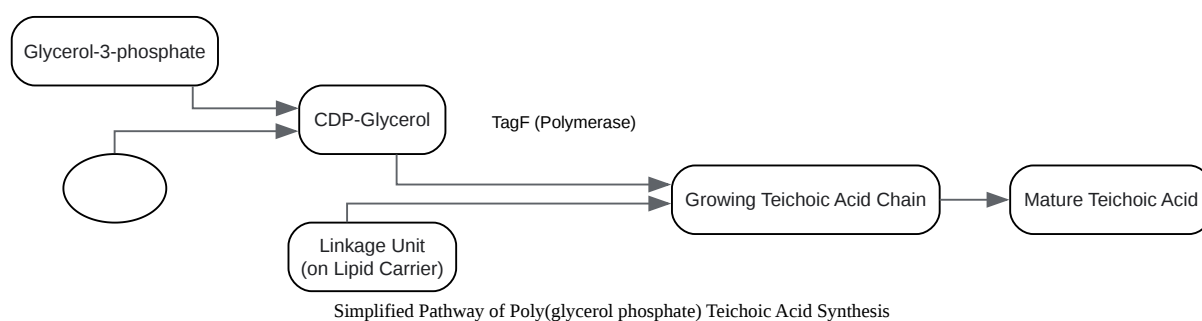 Glycerol-3-phosphate
CDP-Glycerol
TagF (Polymerase)
Growing Teichoic Acid Chain
Mature Teichoic Acid
Linkage Unit
(on Lipid Carrier)
Simplified Pathway of Poly(glycerol phosphate) Teichoic Acid Synthesis